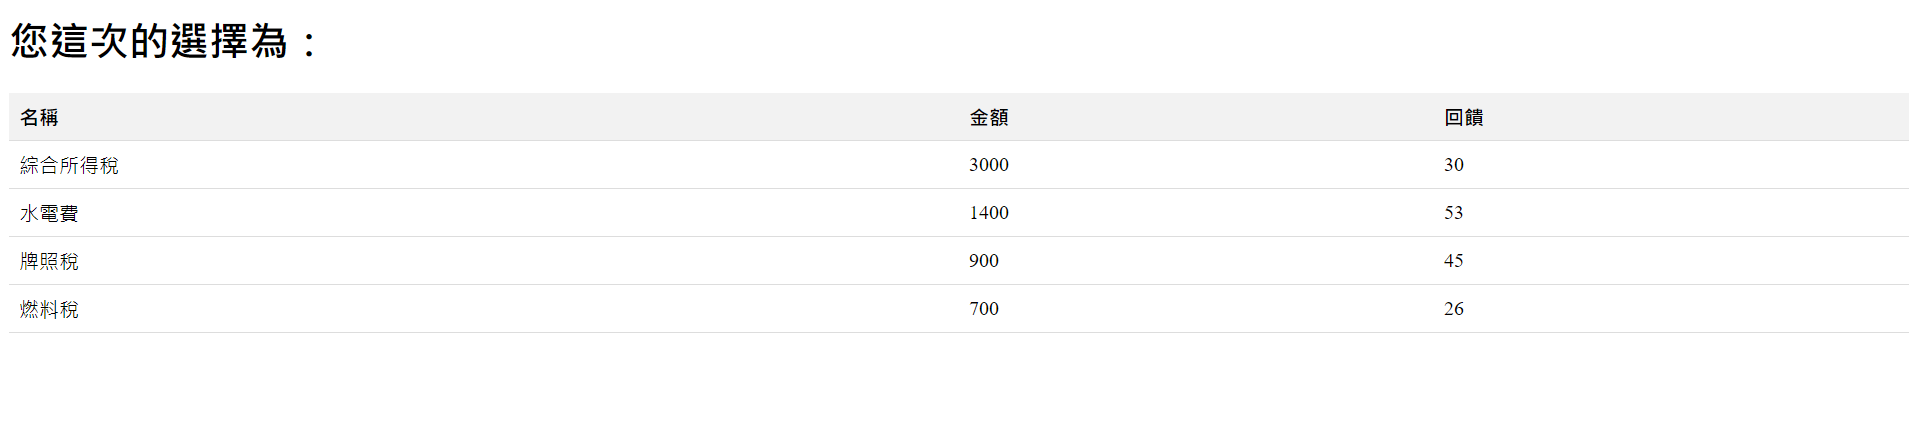 您這次的選擇為：
名稱 金額 回饋
綜合所得稅 3000 30
水電費 1400 53
牌照稅 900 45
燃料稅 700 26